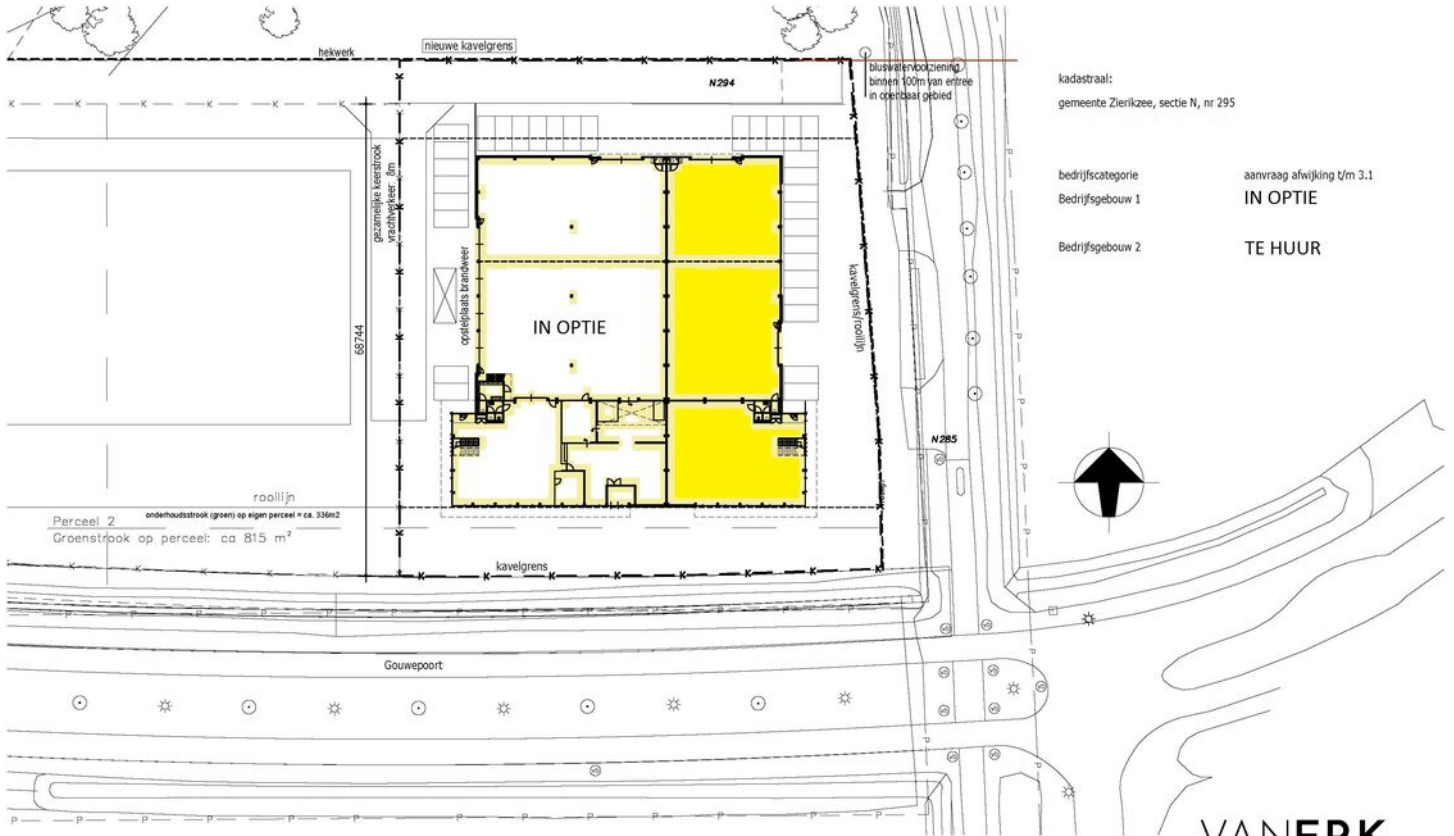 hekwerk
nieuwe kavelgrens
N294
bluswatervoorziening
binnen 100m van entree
in openbaar gebied
kadastraal:
gemeente Zierikzee, sectie N, nr 295
bedrijfscategorie
aanvraag afwijking t/m 3.1
Bedrijfsgebouw 1
IN OPTIE
Bedrijfsgebouw 2
TE HUUR
gezamelijke keerstrook
vrachtverkeer: 8m
opstelplaats brandweer
68744
IN OPTIE
kavelgrens/rooilijn
N285
rooilijn
onderhoudsstrook (groen) op eigen perceel = ca. 336m2
Perceel 2
Groenstrook op perceel: ca 815 m²
kavelgrens
Gouwepoort
VANERK